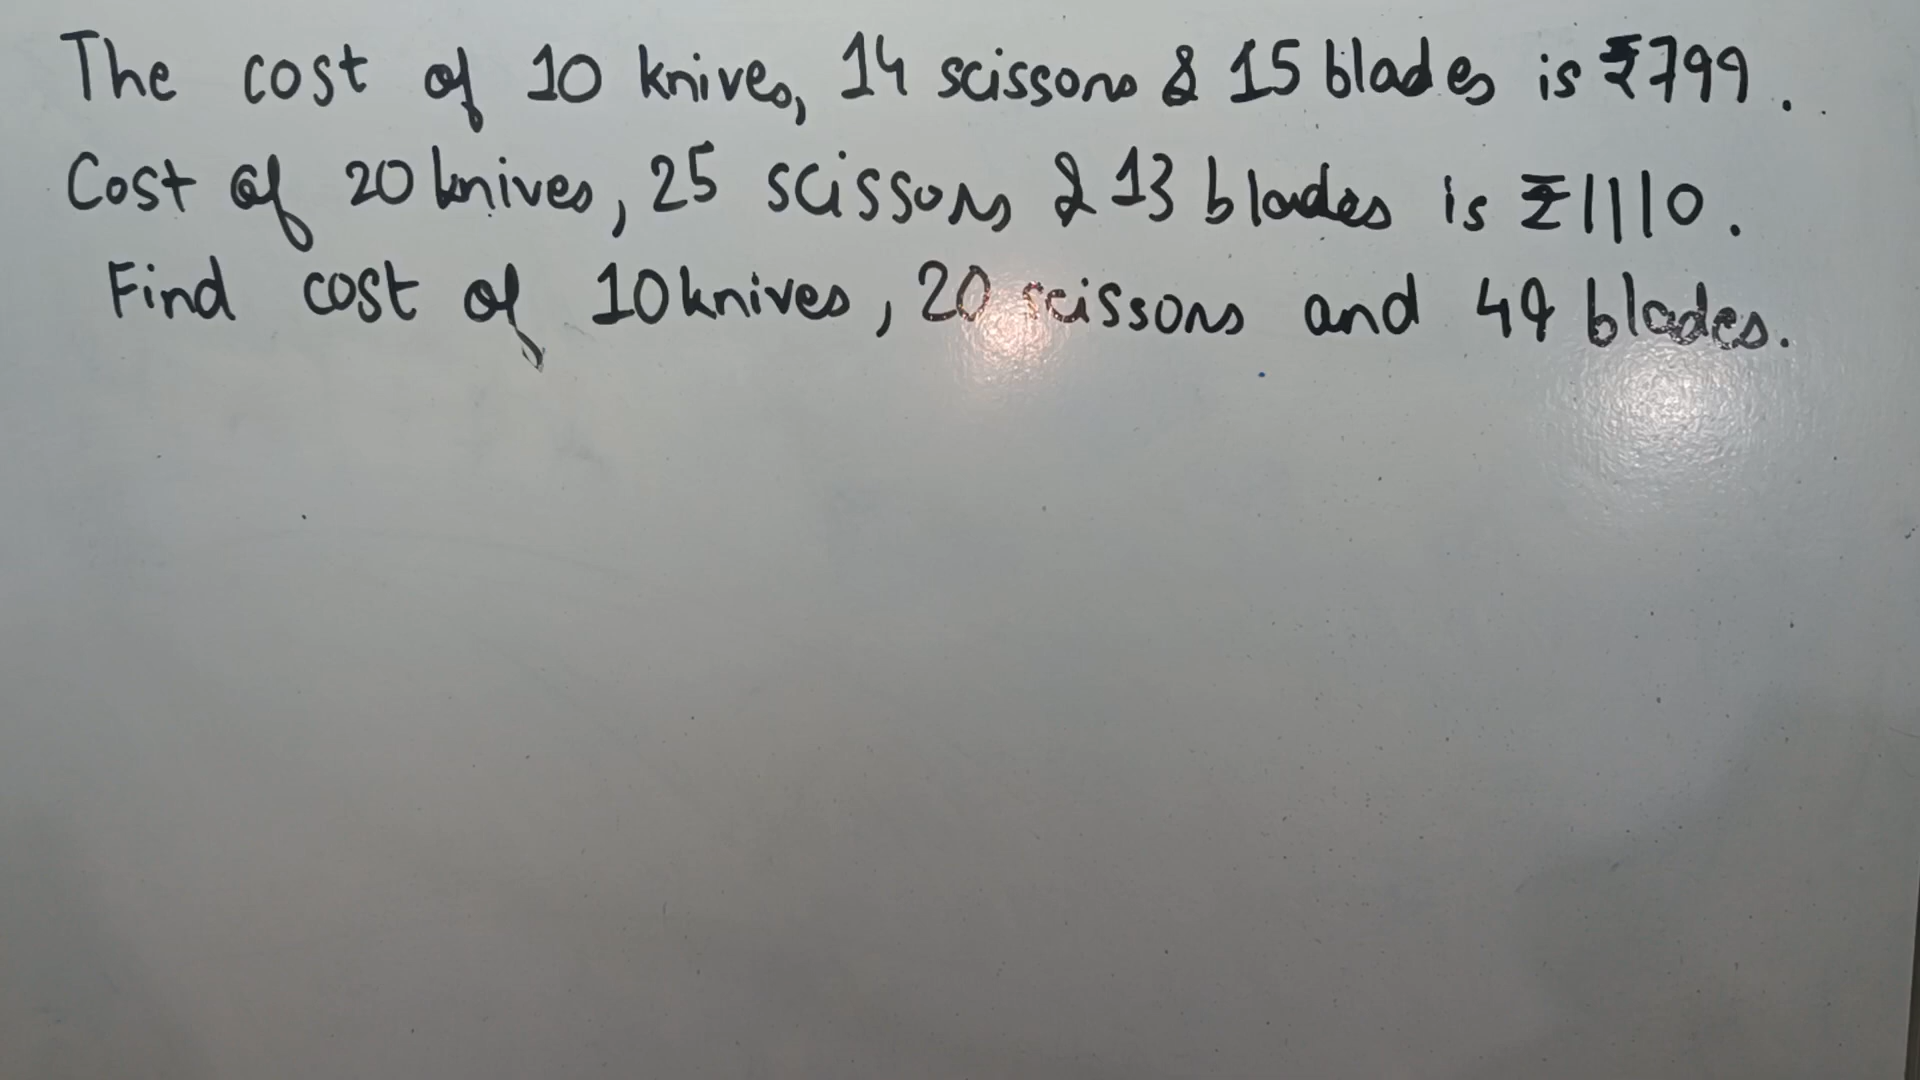 The cost of 10 knives, 14 scissors & 15 blades is ₹799.
Cost of 20 knives, 25 scissors & 13 blades is ₹1110.
Find cost of 10 knives, 20 scissors and 49 blades.